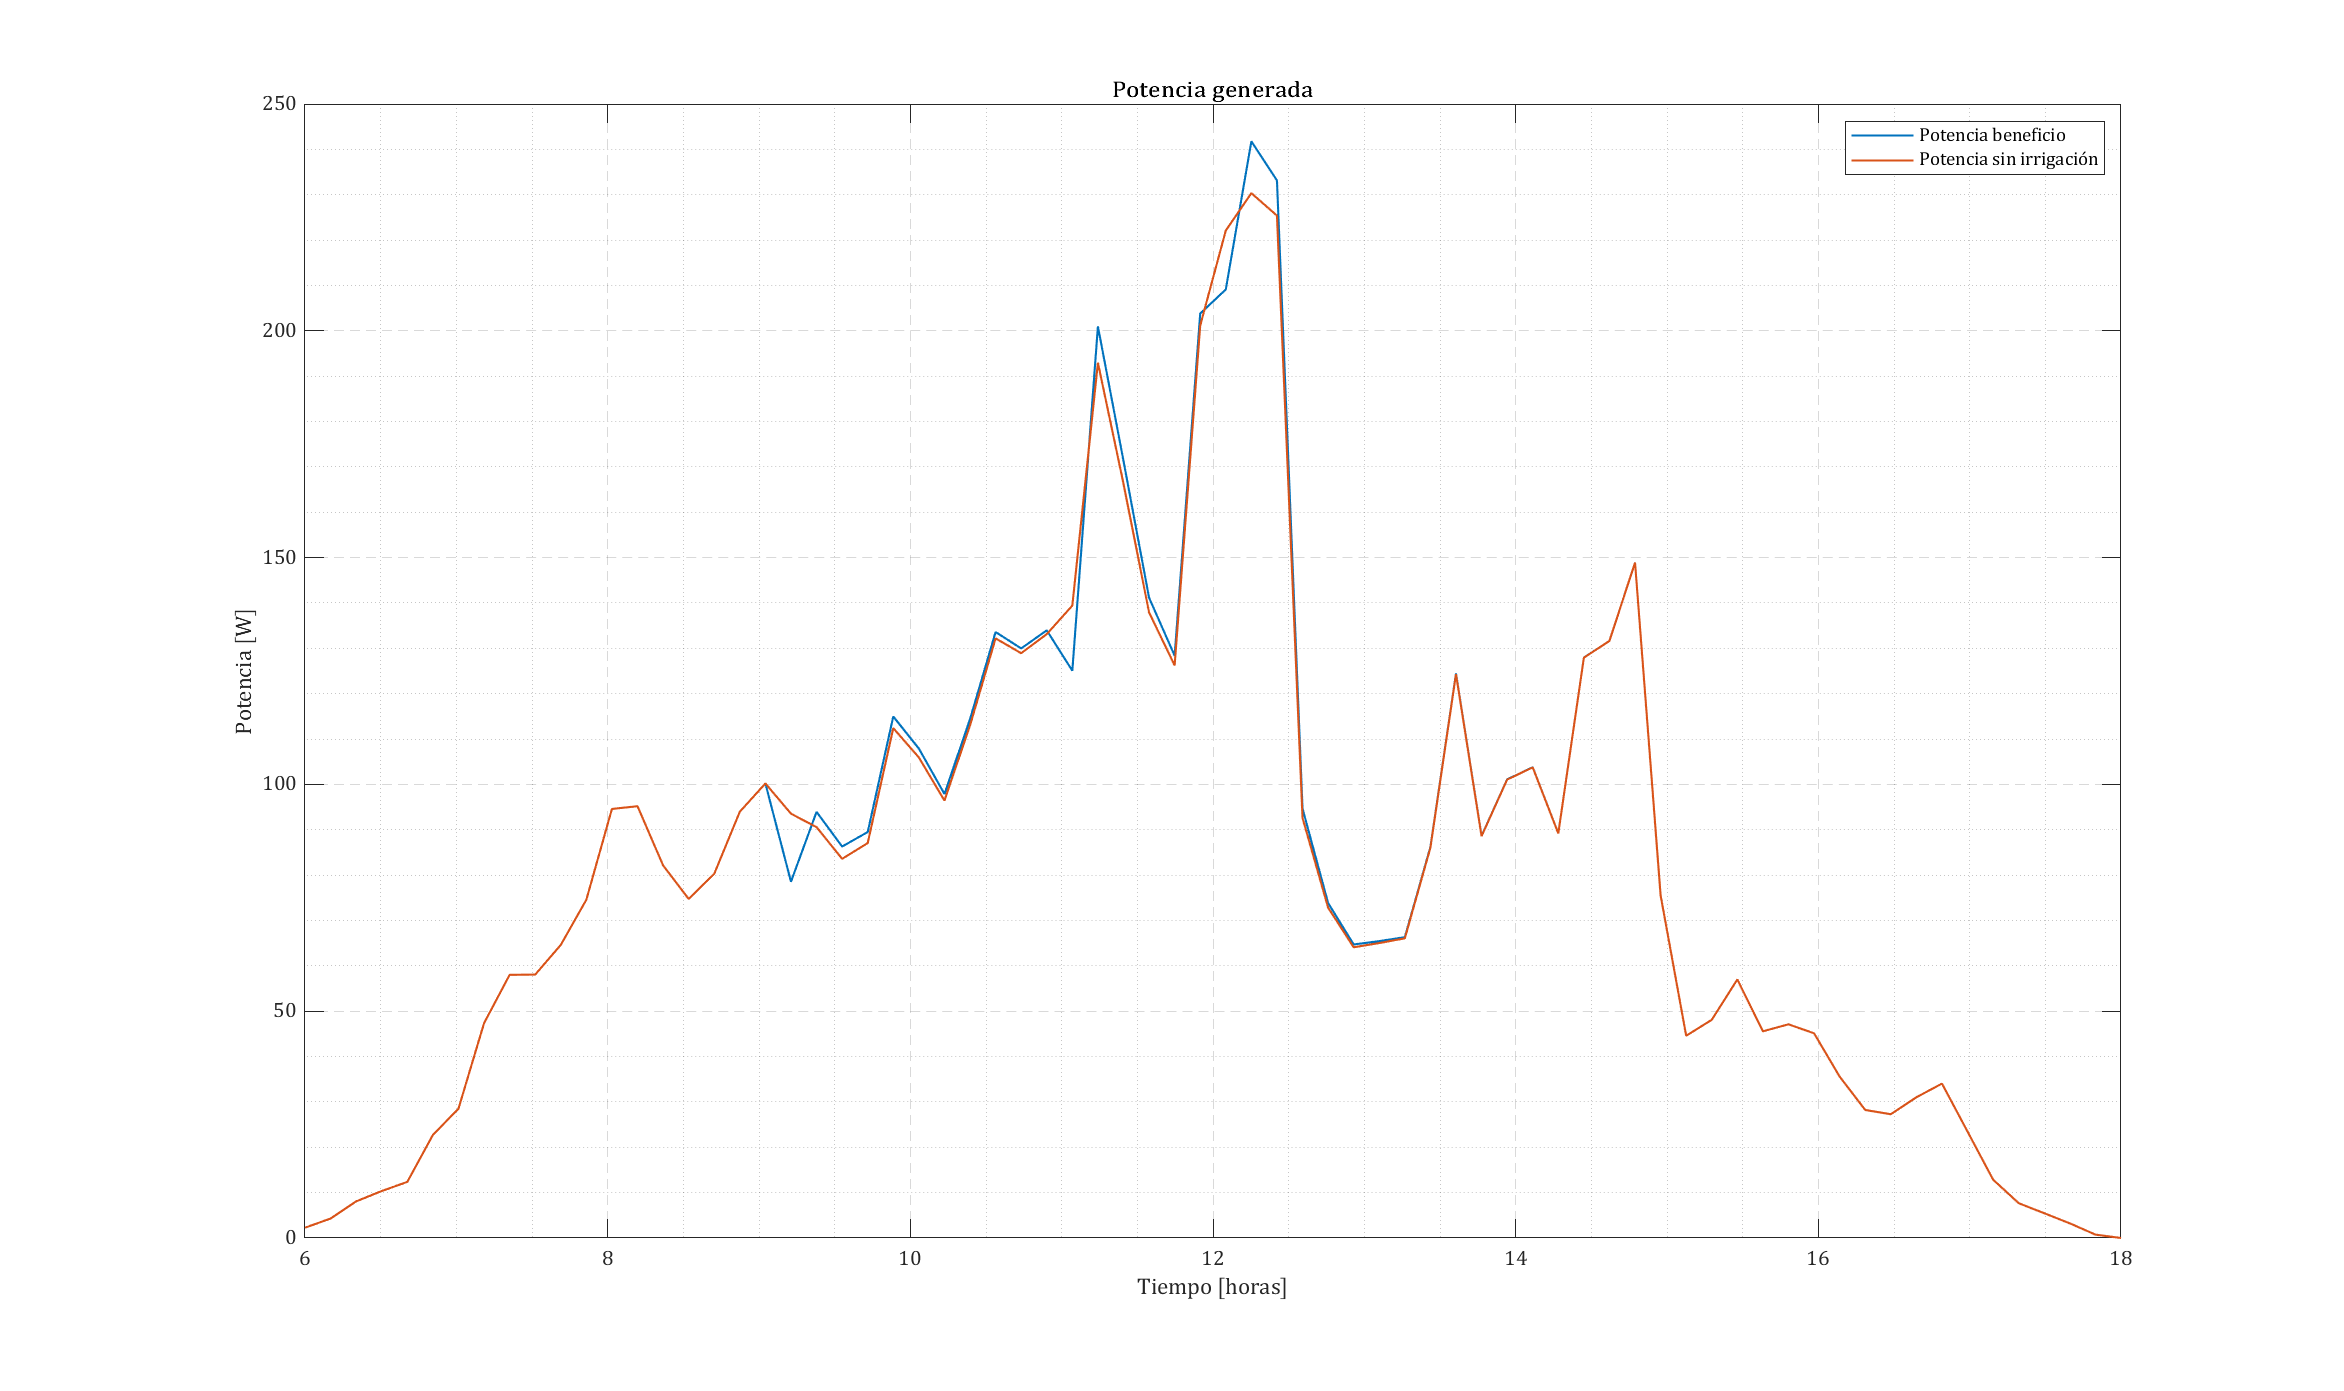 Potencia generada
250
200
150
100
50
0
Potencia [W]
Potencia beneficio
Potencia sin irrigación
6 8 10 12 14 16 18
Tiempo [horas]